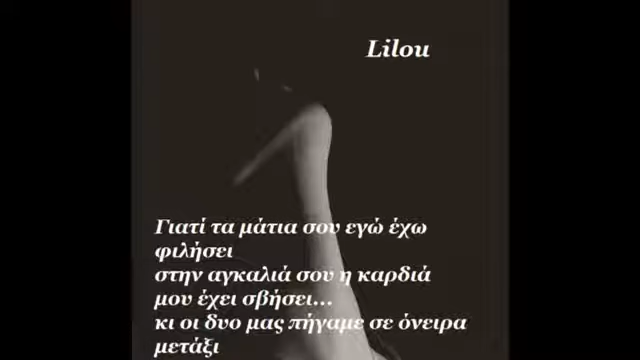 Lilou
Γιατί τα μάτια σου εγώ έχω
φιλήσει
στην αγκαλιά σου η καρδιά
μου έχει σβήσει...
κι οι δυο μας πήγαμε σε όνειρα
μετάξι